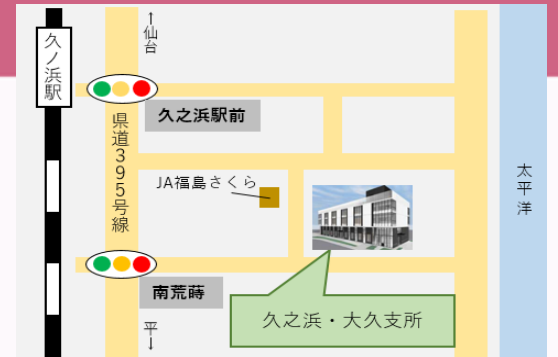 ↑仙台
久ノ浜駅
久之浜駅前
県道395号線
JA福島さくら
太平洋
南荒蒔
久之浜・大久支所
平↓